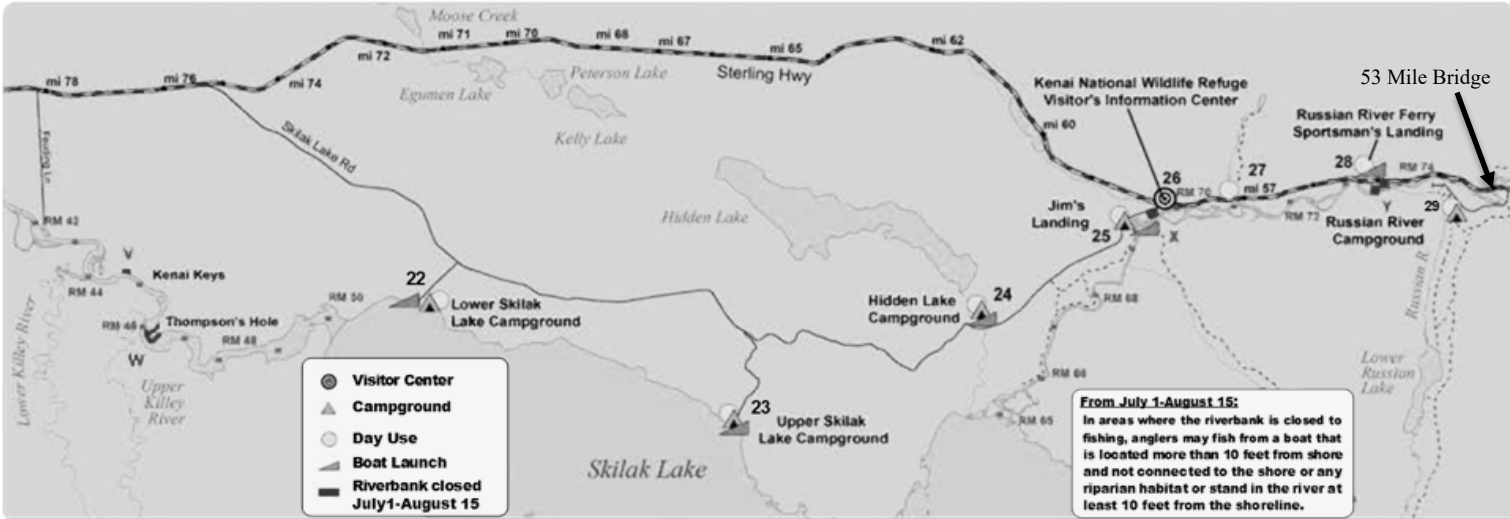 Moose Creek
mi 71
mi 70
mi 68
mi 67
mi 65
mi 62
mi 72
mi 78
mi 76
mi 74
Sterling Hwy
Peterson Lake
Egumen Lake
Kelly Lake
Kenai National Wildlife Refuge
Visitor's Information Center
53 Mile Bridge
Russian River Ferry
Sportsman's Landing
mi 60
Skilak Lake Rd
Feuding Ln
26
27
28
RM 70
mi 57
RM 74
Hidden Lake
Jim's
Landing
25
X
RM 72
Y
Russian River
Campground
29
RM 42
V
Kenai Keys
RM 44
22
Lower Skilak
Lake Campground
Hidden Lake
Campground
24
RM 68
Russian R
RM 50
RM 46
Thompson's Hole
RM 48
W
Lower Killey River
Upper
Killey
River
Lower
Russian
Lake
RM 66
RM 65
23
Upper Skilak
Lake Campground
Skilak Lake
Visitor Center
Campground
Day Use
Boat Launch
Riverbank closed
July1-August 15
From July 1-August 15:
In areas where the riverbank is closed to
fishing, anglers may fish from a boat that
is located more than 10 feet from shore
and not connected to the shore or any
riparian habitat or stand in the river at
least 10 feet from the shoreline.